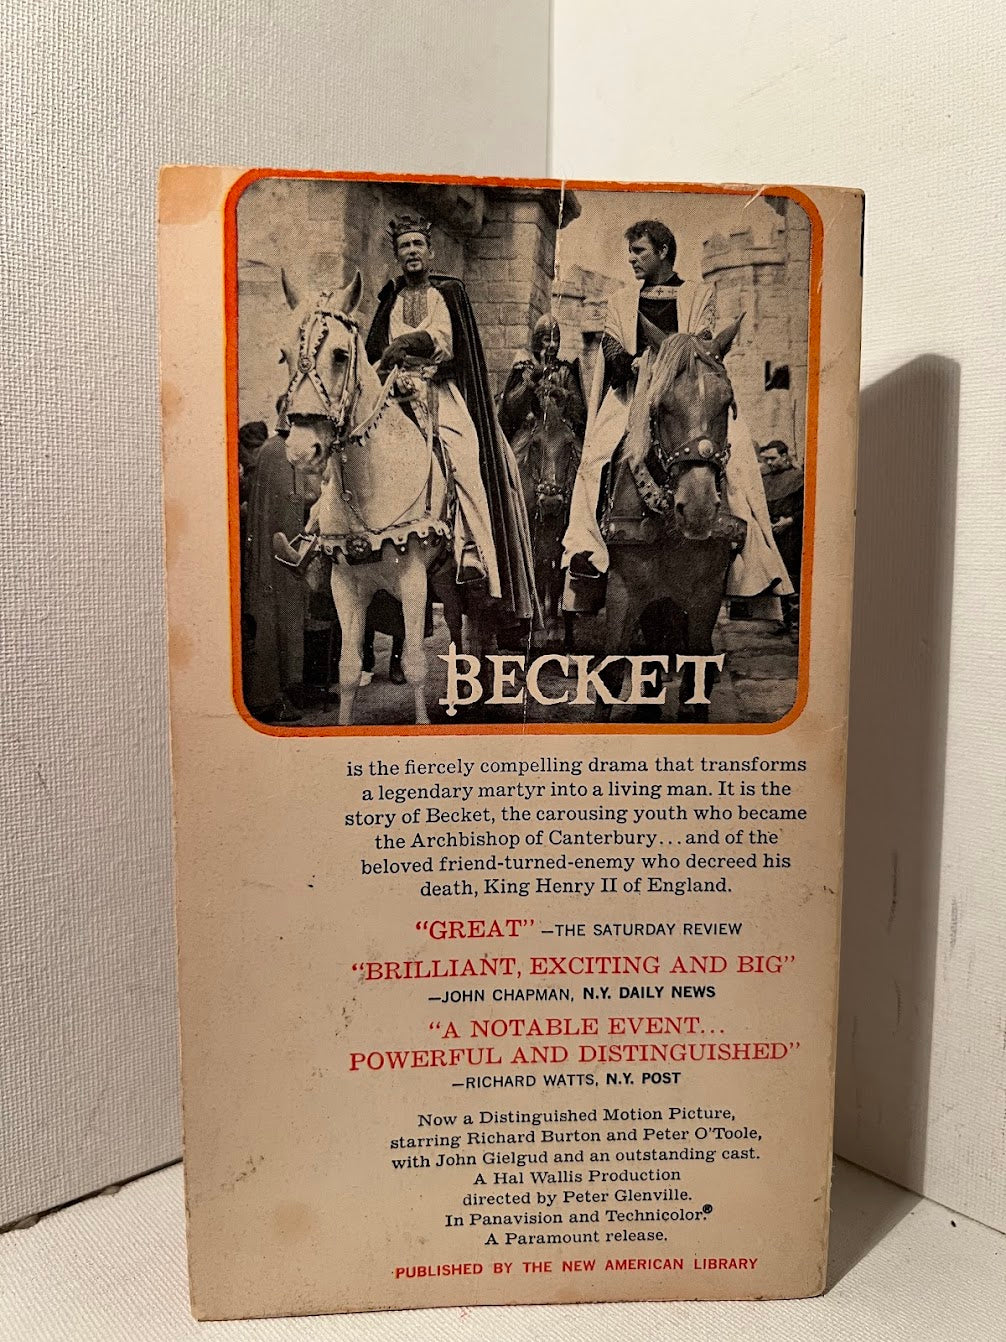 BECKET
is the fiercely compelling drama that transforms
a legendary martyr into a living man. It is the
story of Becket, the carousing youth who became
the Archbishop of Canterbury...and of the
beloved friend-turned-enemy who decreed his
death, King Henry II of England.
“GREAT” —THE SATURDAY REVIEW
“BRILLIANT, EXCITING AND BIG”
—JOHN CHAPMAN, N.Y. DAILY NEWS
“A NOTABLE EVENT...
POWERFUL AND DISTINGUISHED”
—RICHARD WATTS, N.Y. POST
Now a Distinguished Motion Picture,
starring Richard Burton and Peter O’Toole,
with John Gielgud and an outstanding cast.
A Hal Wallis Production
directed by Peter Glenville.
In Panavision and Technicolor.®
A Paramount release.
PUBLISHED BY THE NEW AMERICAN LIBRARY